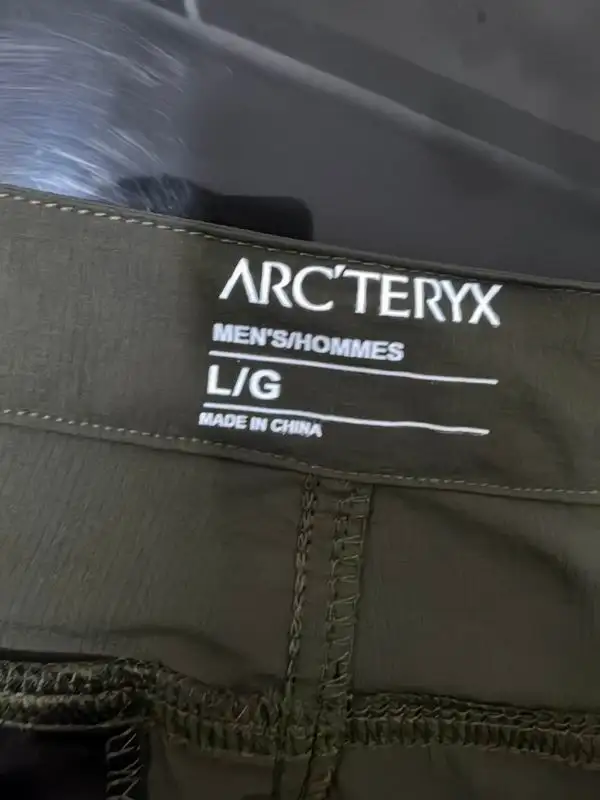 ARC'TERYX
MEN'S/HOMMES
L/G
MADE IN CHINA